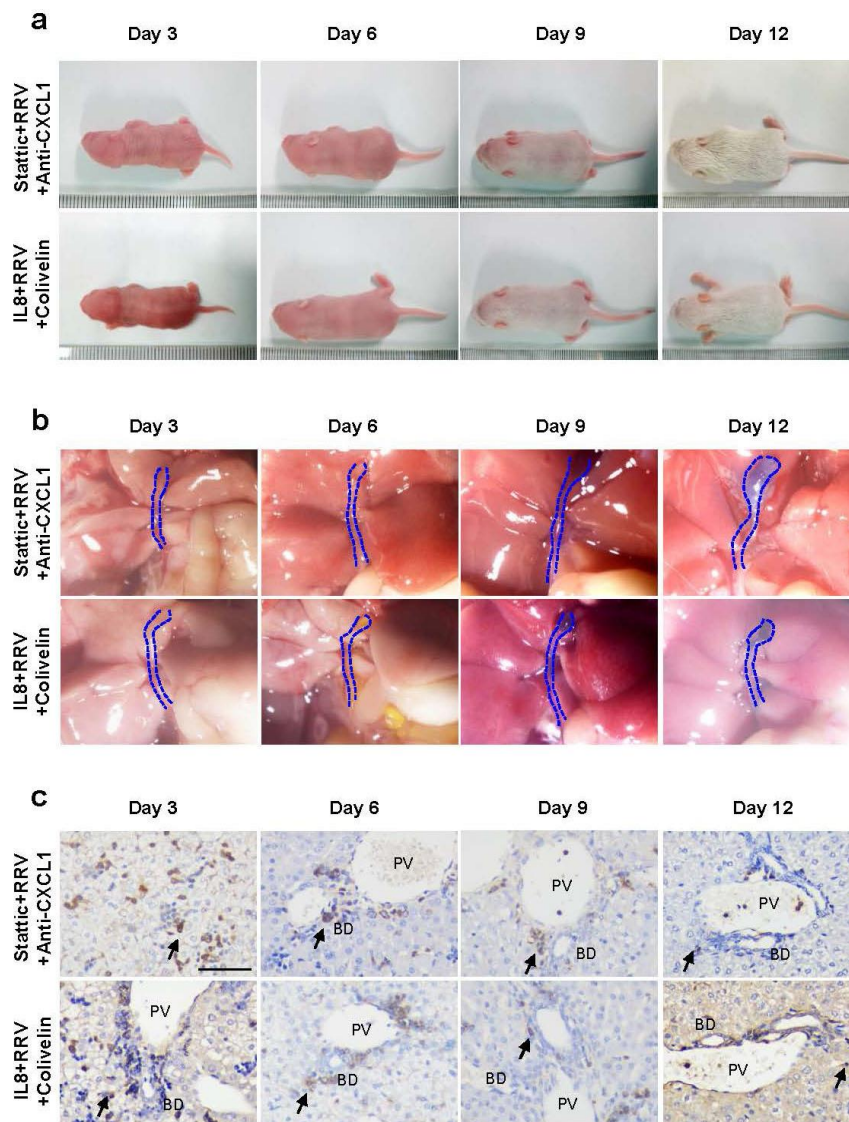 a
Day 3 Day 6 Day 9 Day 12
Stattic+RRV
+Anti-CXCL1
IL8+RRV
+Colivelin
b
Day 3 Day 6 Day 9 Day 12
Stattic+RRV
+Anti-CXCL1
IL8+RRV
+Colivelin
c
Day 3 Day 6 Day 9 Day 12
Stattic+RRV
+Anti-CXCL1
PV
BD
PV
BD
PV
BD
IL8+RRV
+Colivelin
PV
BD
PV
BD
BD
PV
BD
PV